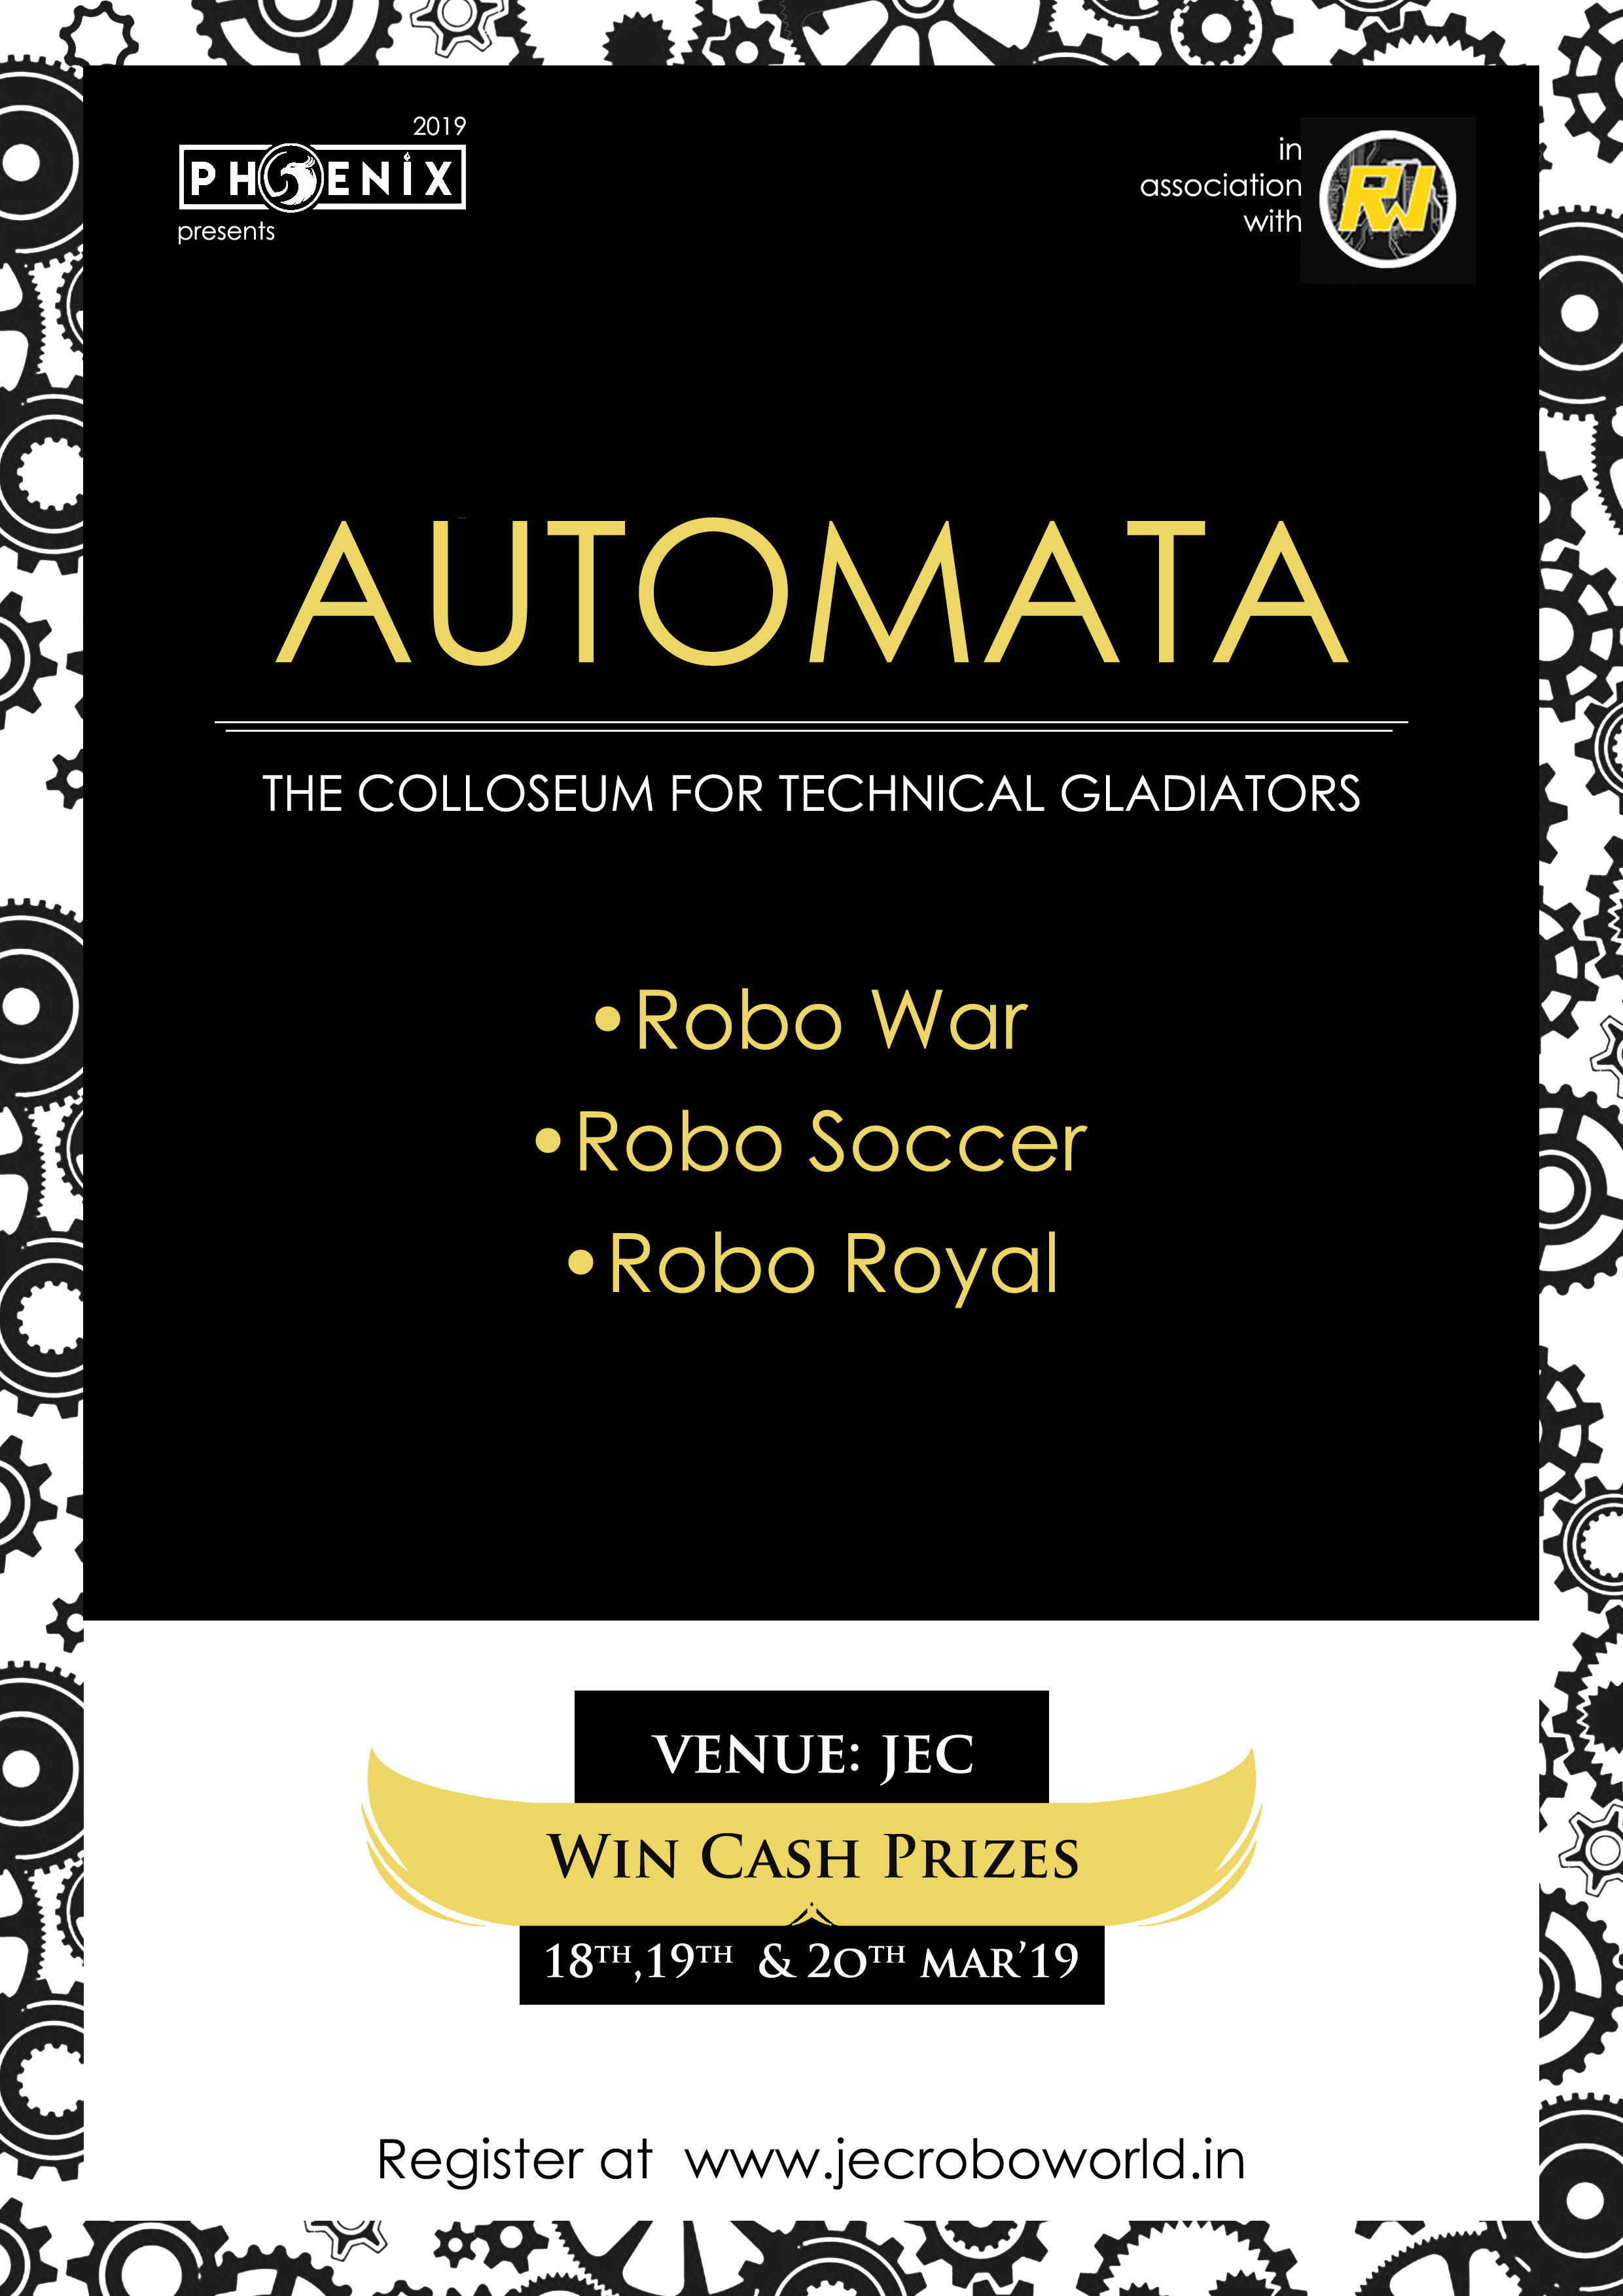 2019
PHOENIX
presents
in
association
with
RJW
AUTOMATA
THE COLLOSEUM FOR TECHNICAL GLADIATORS
•Robo War
•Robo Soccer
•Robo Royal
VENUE: JEC
WIN CASH PRIZES
18TH,19TH & 20TH MAR'19
Register at www.jecroboworld.in